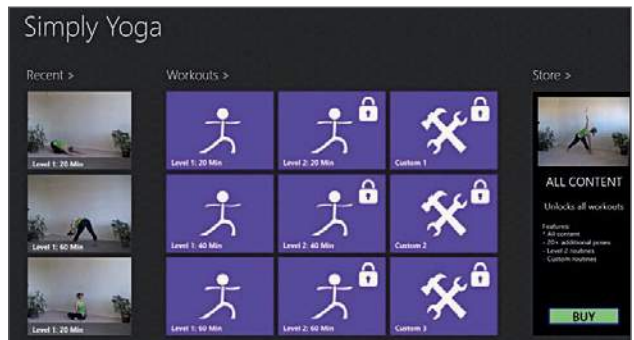 Simply Yoga
Recent >
Level 1: 20 Min
Level 1: 60 Min
Level 1: 20 Min
Workouts >
Level 1: 20 Min
Level 2: 20 Min
Custom 1
Level 1: 40 Min
Level 2: 40 Min
Custom 2
Level 1: 60 Min
Level 2: 60 Min
Custom 3
Store >
ALL CONTENT
Unlocks all workouts
Features:
* All content
- 20+ additional poses
- Level 2 routines
- Custom routines
BUY